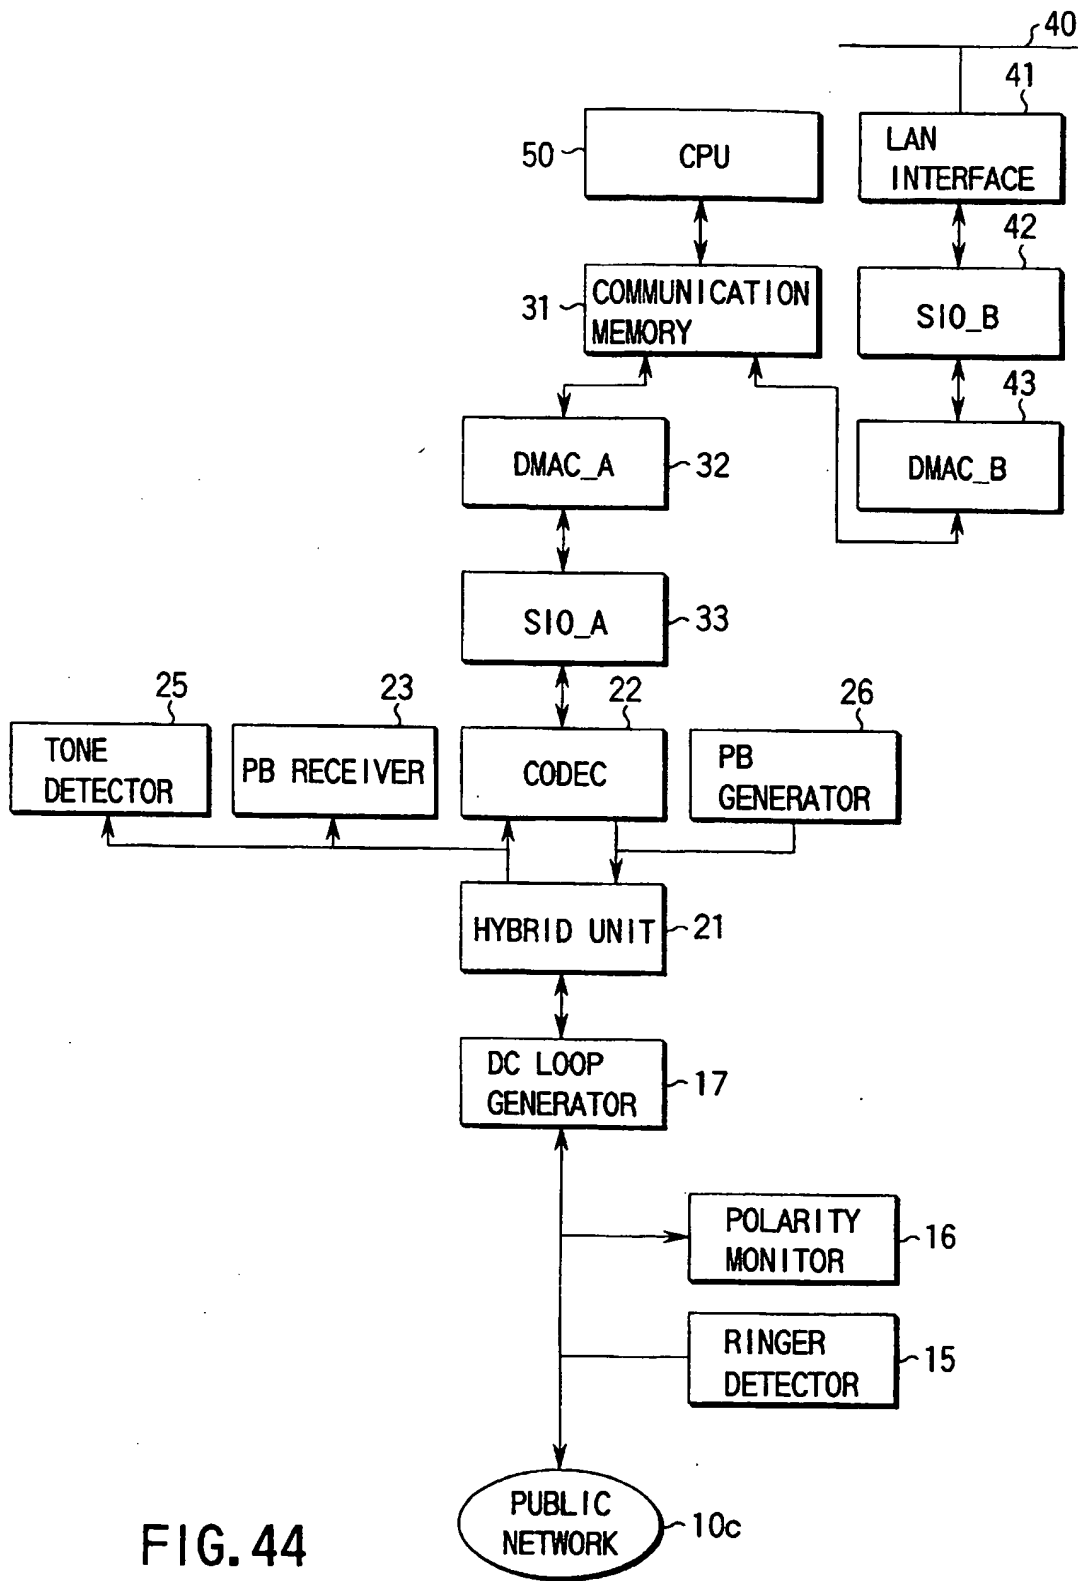 40
41
50
CPU
LAN
INTERFACE
42
31
COMMUNICATION
MEMORY
SIO_B
43
DMAC_A
32
DMAC_B
SIO_A
33
25
23
22
26
TONE
DETECTOR
PB RECEIVER
CODEC
PB
GENERATOR
HYBRID UNIT
21
DC LOOP
GENERATOR
17
POLARITY
MONITOR
16
RINGER
DETECTOR
15
PUBLIC
NETWORK
10c
FIG. 44